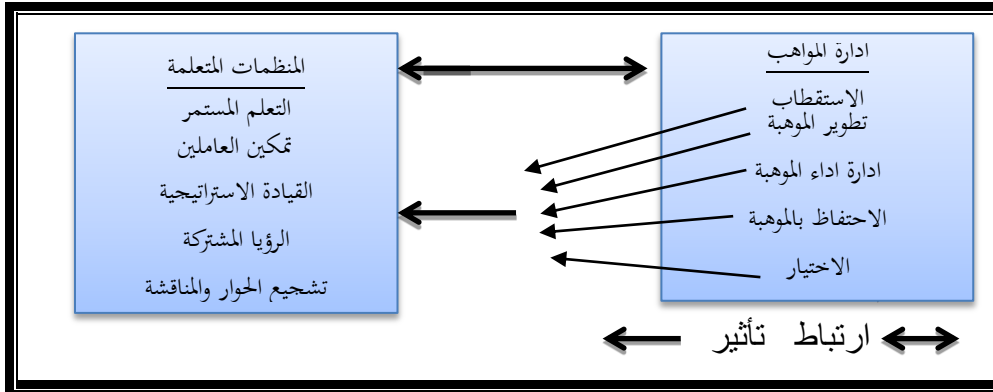 ادارة المواهب
الاستقطاب
تطوير الموهبة
ادارة اداء الموهبة
الاحتفاظ بالموهبة
الاختيار
المنظمات المتعلمة
التعلم المستمر
تمكين العاملين
القيادة الاستراتيجية
الرؤيا المشتركة
تشجيع الحوار والمناقشة
ارتباط تأثير